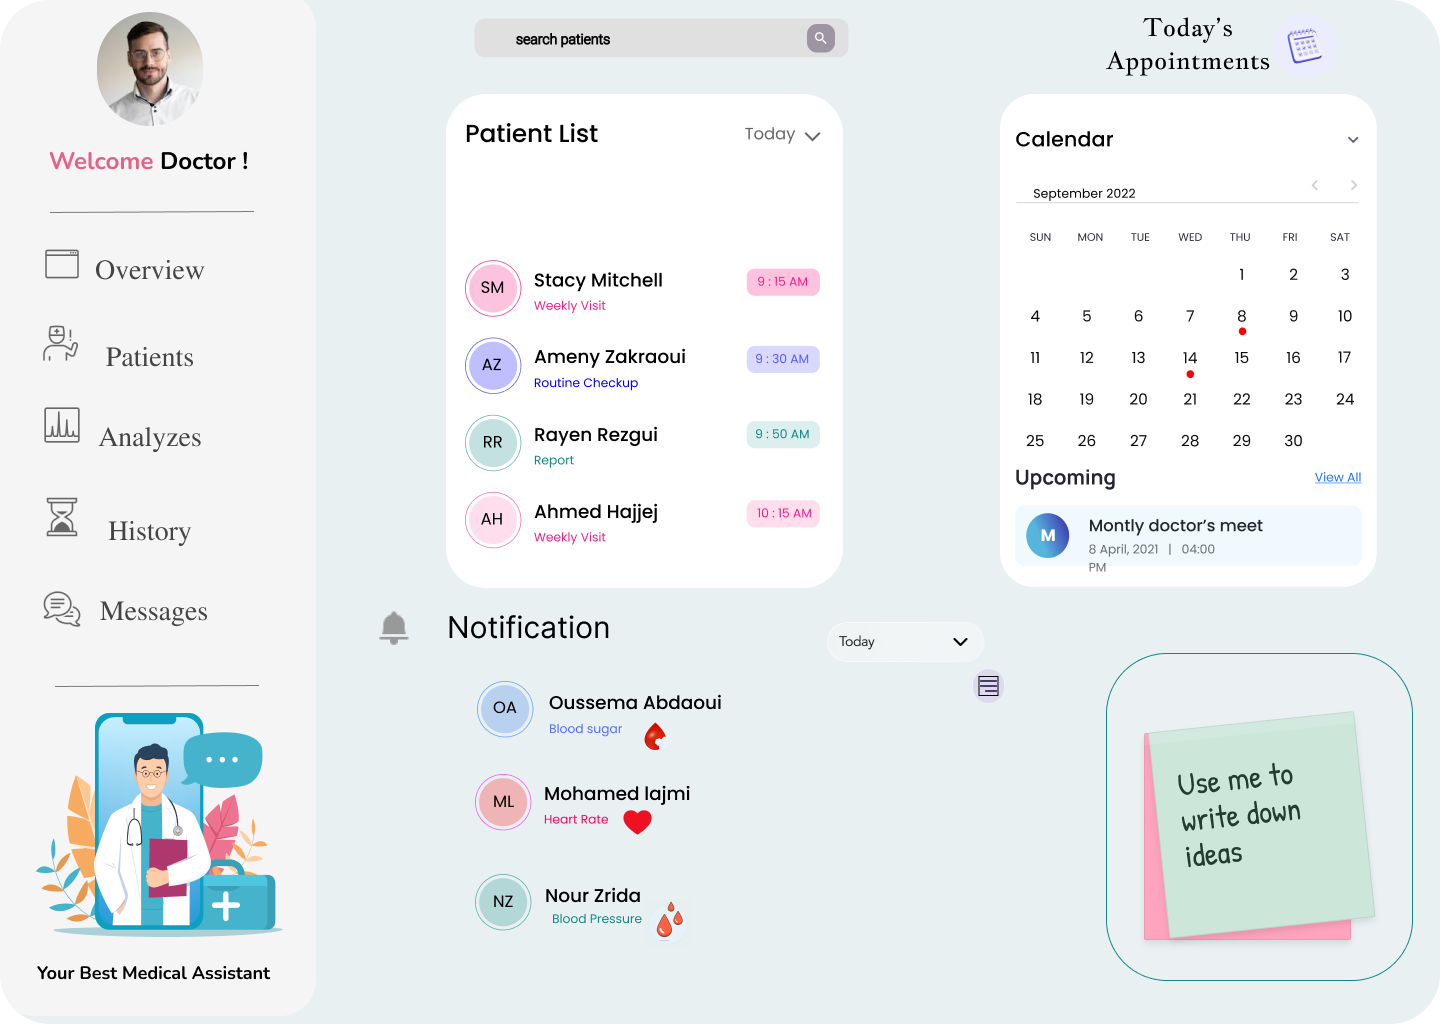 Welcome Doctor !
Overview
Patients
Analyzes
History
Messages
Your Best Medical Assistant
search patients
Patient List
Today
SM
Stacy Mitchell
Weekly Visit
9 : 15 AM
AZ
Ameny Zakraoui
Routine Checkup
9 : 30 AM
RR
Rayen Rezgui
Report
9 : 50 AM
AH
Ahmed Hajjej
Weekly Visit
10 : 15 AM
Today's
Appointments
Calendar
September 2022
SUN MON TUE WED THU FRI SAT
1 2 3
4 5 6 7 8 9 10
11 12 13 14 15 16 17
18 19 20 21 22 23 24
25 26 27 28 29 30
Upcoming
View All
M
Montly doctor's meet
8 April, 2021 | 04:00
PM
Notification
Today
OA
Oussema Abdaoui
Blood sugar
ML
Mohamed lajmi
Heart Rate
NZ
Nour Zrida
Blood Pressure
Use me to
write down
ideas